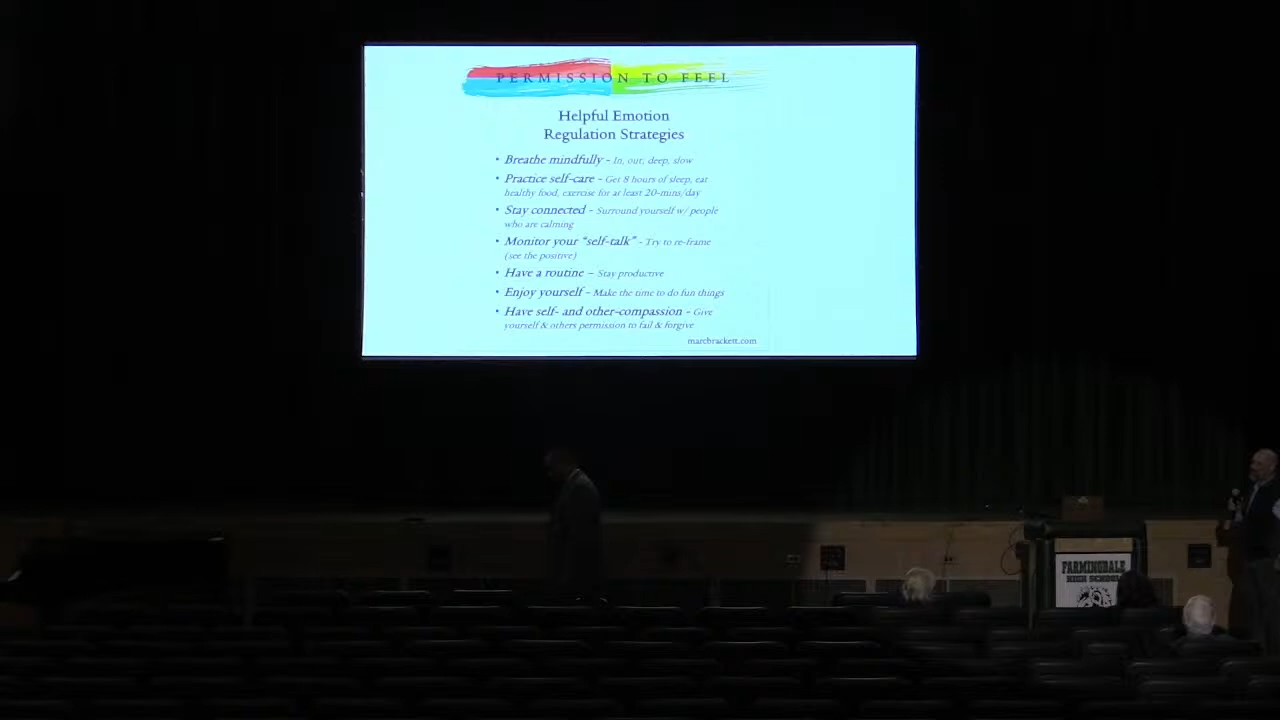 PERMISSION TO FEEL
Helpful Emotion
Regulation Strategies
• Breathe mindfully - In, out; deep, slow
• Practice self-care - Get 8 hours of sleep, eat
healthy food, exercise for at least 20-mins/day
• Stay connected - Surround yourself w/ people
who are calming
• Monitor your "self-talk" - Try to re-frame
(see the positive)
• Have a routine – Stay productive
• Enjoy yourself - Make the time to do fun things
• Have self- and other-compassion - Give
yourself & others permission to fail & forgive
marcbrackett.com
FARMINGDALE
HIGH SCHOOL